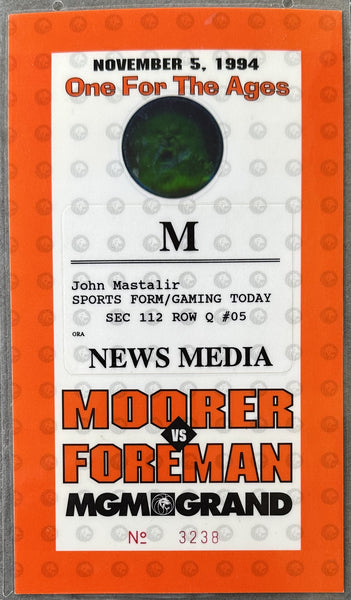 NOVEMBER 5, 1994
One For The Ages
M
John Mastalir
SPORTS FORM/GAMING TODAY
SEC 112 ROW Q #05
ORA
NEWS MEDIA
MOORER
VS
FOREMAN
MGM GRAND
Nº 3238